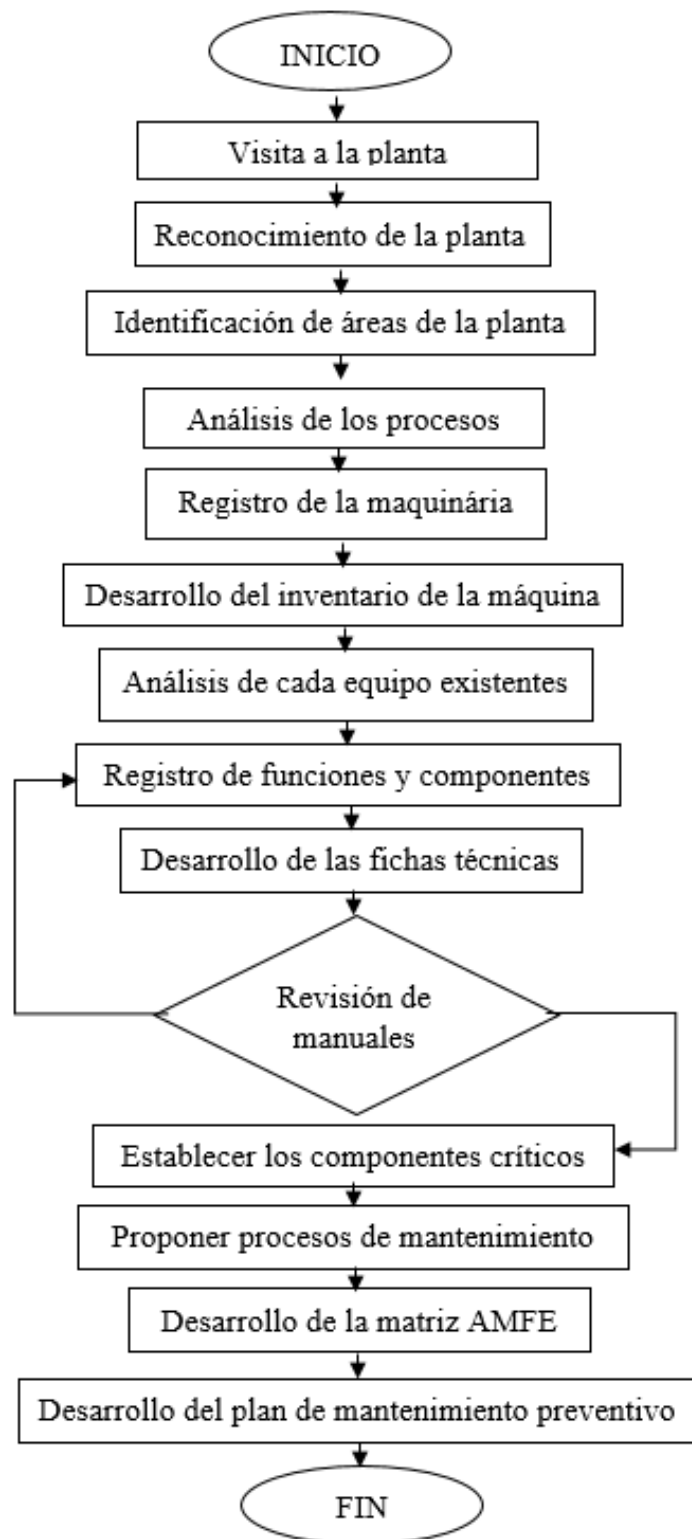 INICIO
Visita a la planta
Reconocimiento de la planta
Identificación de áreas de la planta
Análisis de los procesos
Registro de la maquinária
Desarrollo del inventario de la máquina
Análisis de cada equipo existentes
Registro de funciones y componentes
Desarrollo de las fichas técnicas
Revisión de
manuales
Establecer los componentes críticos
Proponer procesos de mantenimiento
Desarrollo de la matriz AMFE
Desarrollo del plan de mantenimiento preventivo
FIN